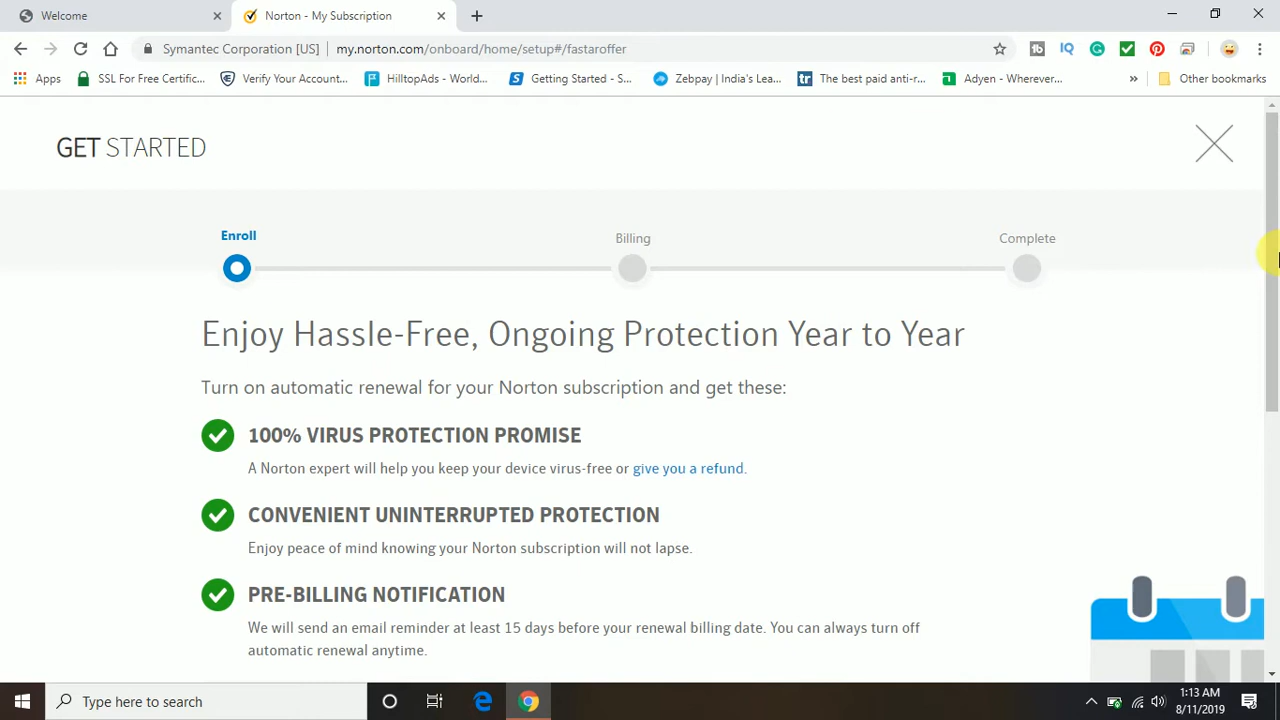 Welcome
Norton - My Subscription
Symantec Corporation [US]
my.norton.com/onboard/home/setup#/fastaroffer
Apps
SSL For Free Certific...
Verify Your Account...
HilltopAds - World...
Getting Started - S...
Zebpay | India's Lea...
The best paid anti-r...
Adyen - Wherever...
Other bookmarks
GET STARTED
Enroll
Billing
Complete
Enjoy Hassle-Free, Ongoing Protection Year to Year
Turn on automatic renewal for your Norton subscription and get these:
100% VIRUS PROTECTION PROMISE
A Norton expert will help you keep your device virus-free or give you a refund.
CONVENIENT UNINTERRUPTED PROTECTION
Enjoy peace of mind knowing your Norton subscription will not lapse.
PRE-BILLING NOTIFICATION
We will send an email reminder at least 15 days before your renewal billing date. You can always turn off
automatic renewal anytime.
Type here to search
1:13 AM
8/11/2019